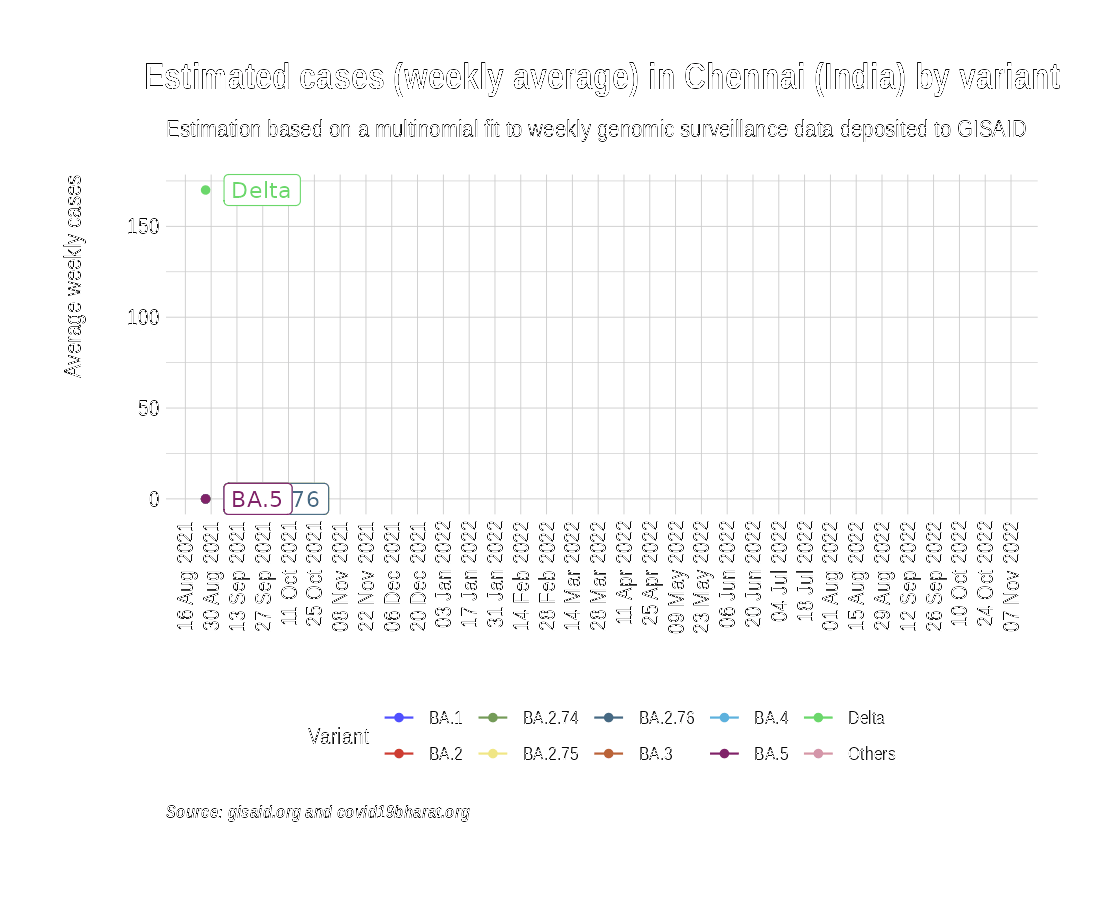 Estimated cases (weekly average) in Chennai (India) by variant
Estimation based on a multinomial fit to weekly genomic surveillance data deposited to GISAID
Average weekly cases
150
100
50
0
Delta
BA.5
76
16 Aug 2021
30 Aug 2021
13 Sep 2021
27 Sep 2021
11 Oct 2021
25 Oct 2021
08 Nov 2021
22 Nov 2021
06 Dec 2021
20 Dec 2021
03 Jan 2022
17 Jan 2022
31 Jan 2022
14 Feb 2022
28 Feb 2022
14 Mar 2022
28 Mar 2022
11 Apr 2022
25 Apr 2022
09 May 2022
23 May 2022
06 Jun 2022
20 Jun 2022
04 Jul 2022
18 Jul 2022
01 Aug 2022
15 Aug 2022
29 Aug 2022
12 Sep 2022
26 Sep 2022
10 Oct 2022
24 Oct 2022
07 Nov 2022
Variant
BA.1 BA.2.74 BA.2.76 BA.4 Delta
BA.2 BA.2.75 BA.3 BA.5 Others
Source: gisaid.org and covid19bharat.org